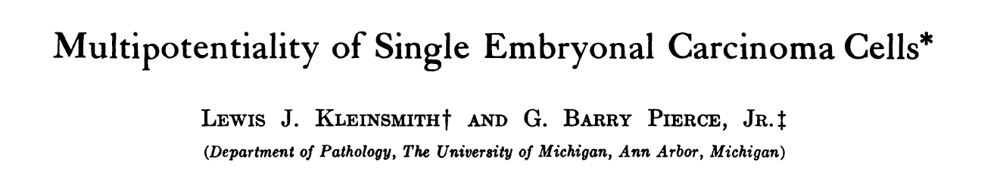 Multipotentiality of Single Embryonal Carcinoma Cells*
LEWIS J. KLEINSMITH† AND G. BARRY PIERCE, JR.‡
(Department of Pathology, The University of Michigan, Ann Arbor, Michigan)